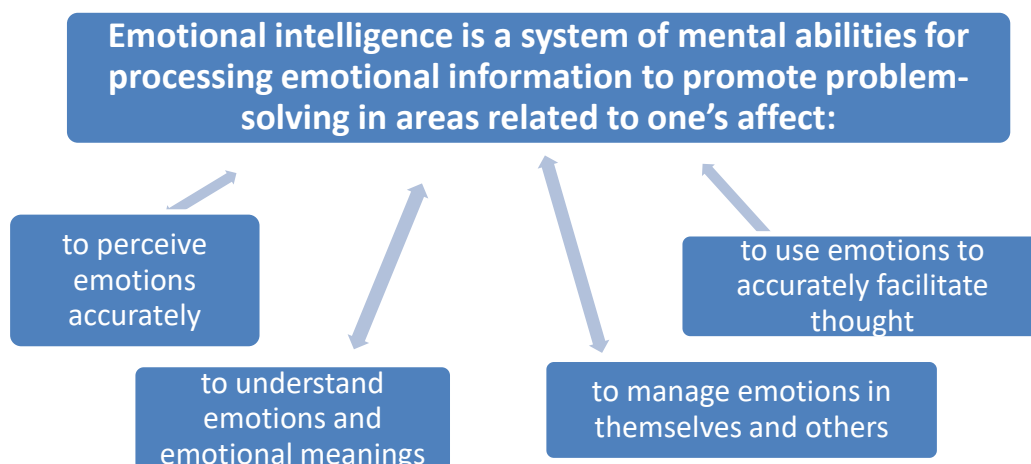 Emotional intelligence is a system of mental abilities for
processing emotional information to promote problem-
solving in areas related to one’s affect:
to perceive
emotions
accurately
to understand
emotions and
emotional meanings
to manage emotions in
themselves and others
to use emotions to
accurately facilitate
thought